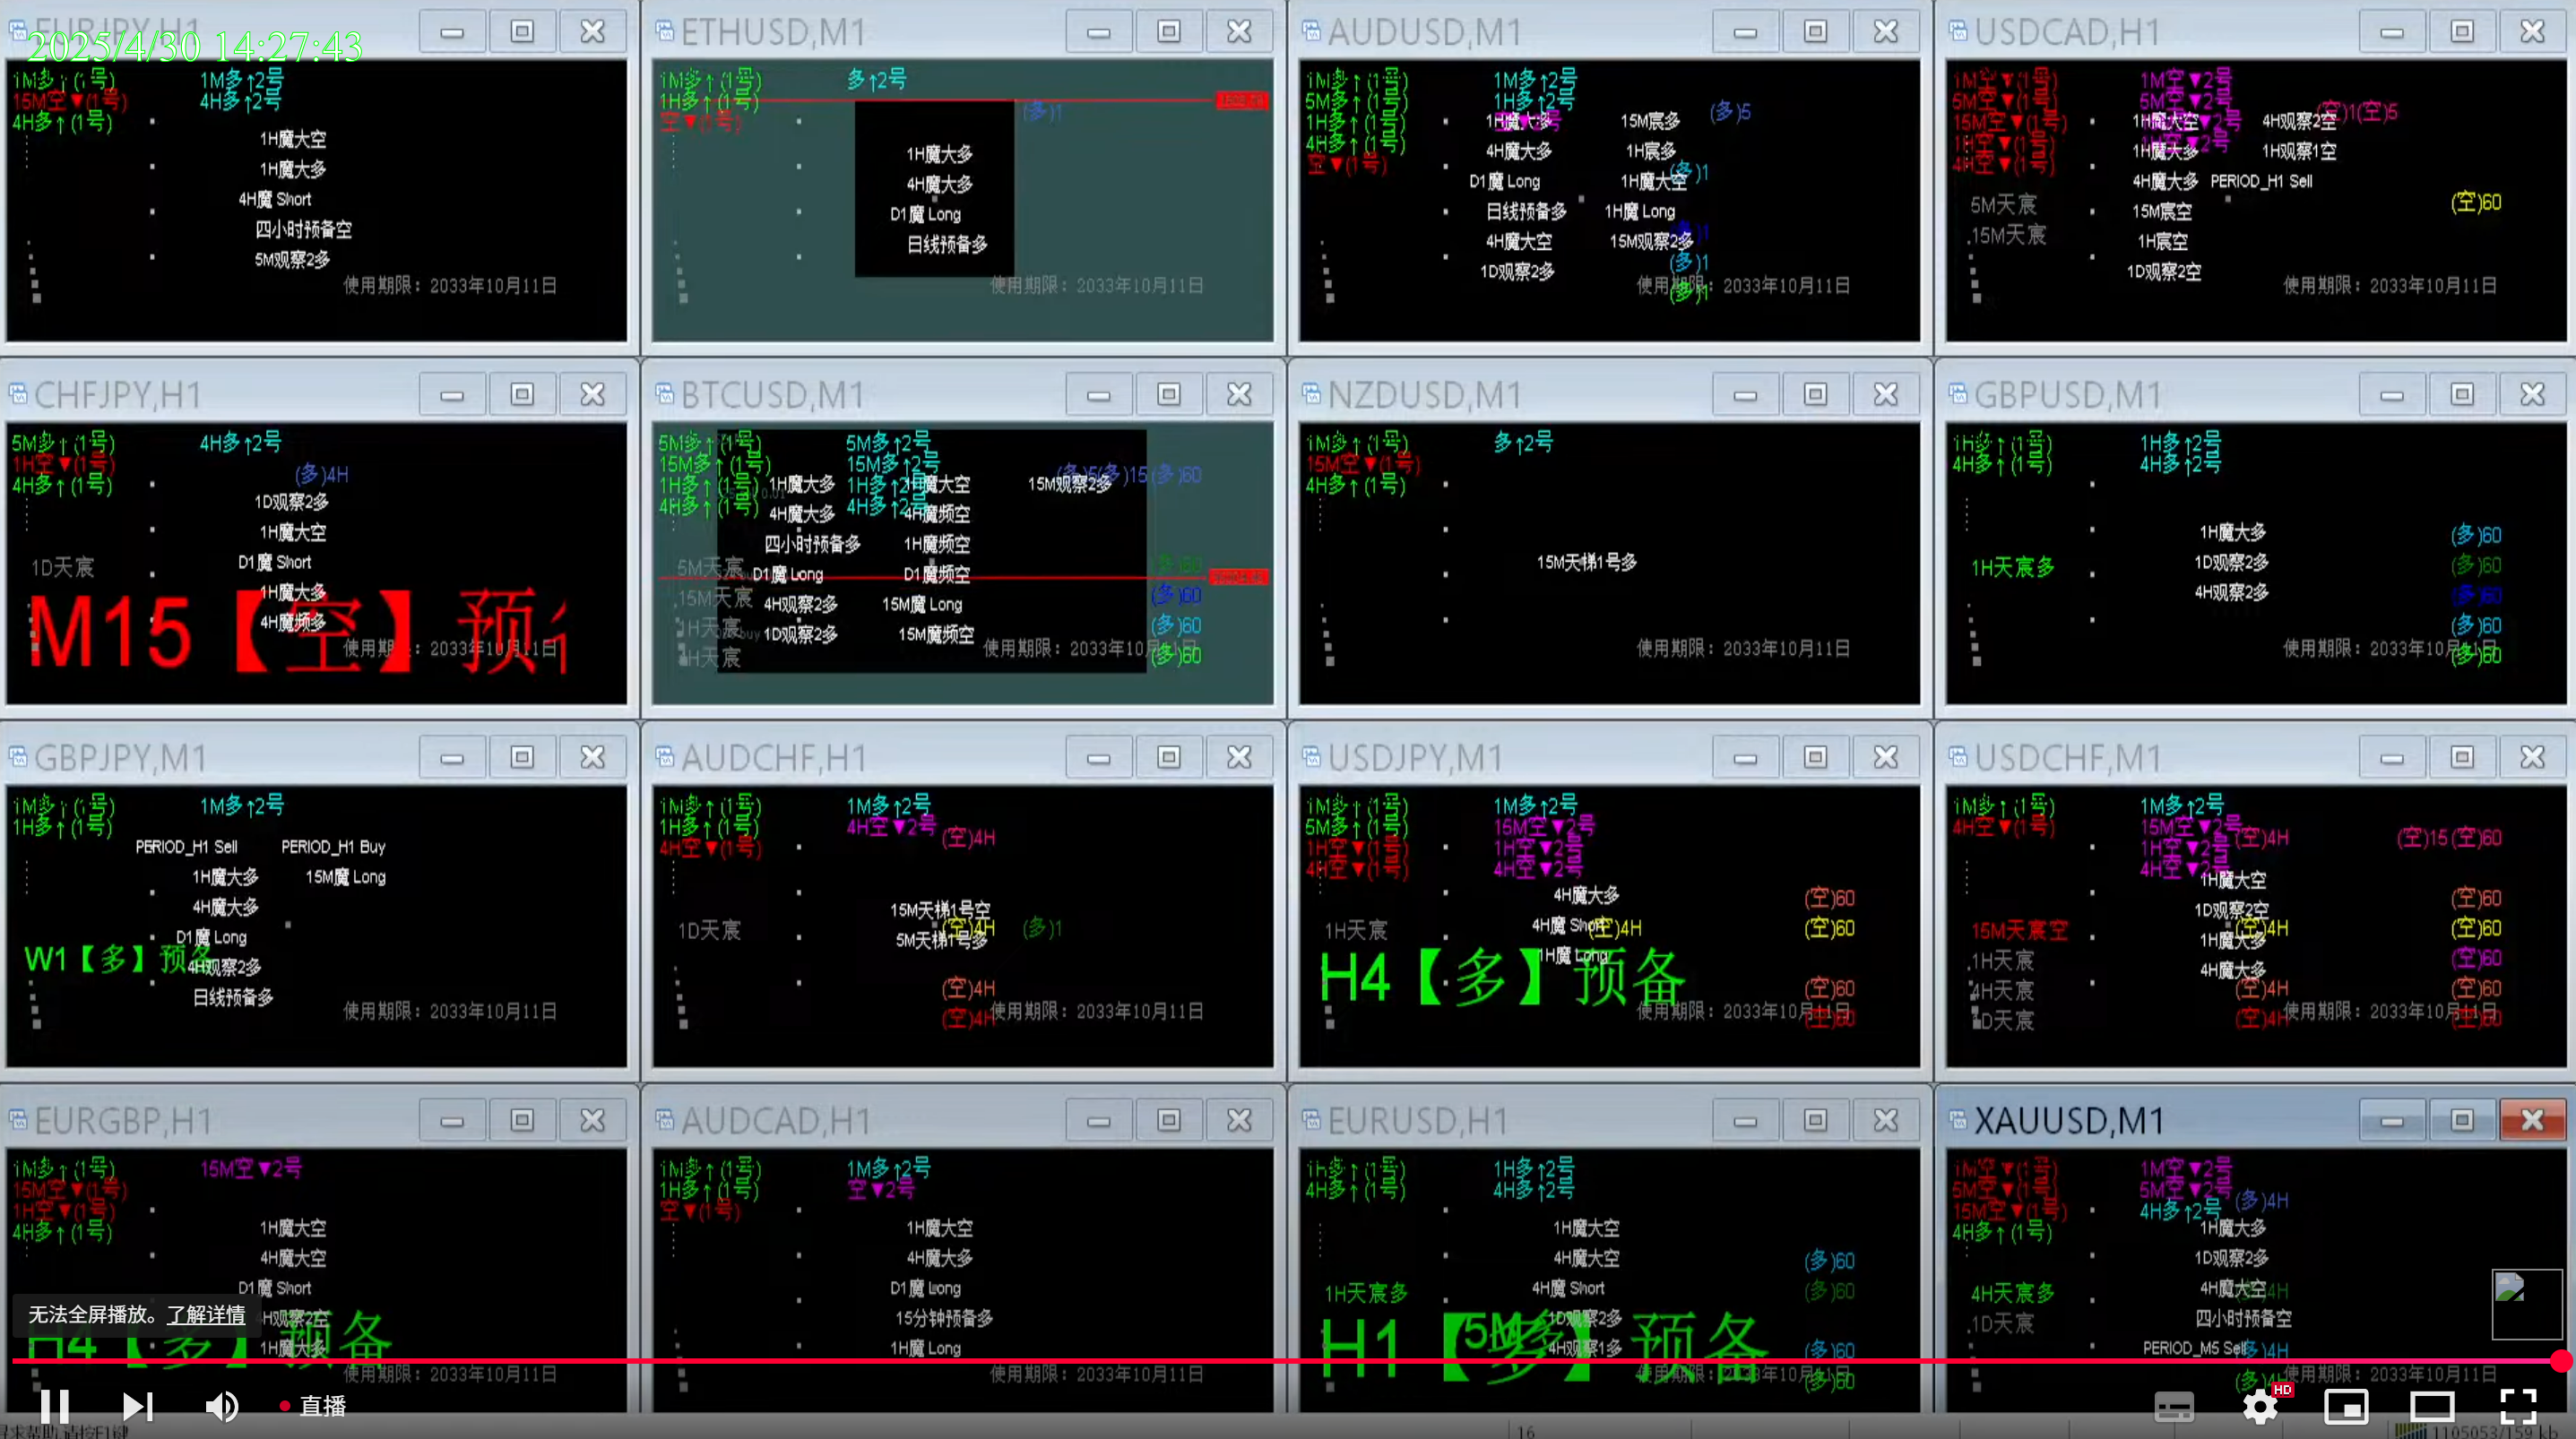 EURJPY,H1
2025/4/30 14:27:43
1M多↑(1号)
15M空▼(1号)
4H多↑(1号)
1M多↑2号
4H多↑2号
1H魔大空
1H魔大多
4H魔 Short
四小时预备空
5M观察2多
使用期限：2033年10月11日
ETHUSD,M1
1M多↑(1号)
1H多↑(1号)
空▼(1号)
多↑2号
(多)1
1H魔大多
4H魔大多
D1魔 Long
日线预备多
使用期限：2033年10月11日
AUDUSD,M1
1M多↑(1号)
5M多↑(1号)
1H多↑(1号)
4H多↑(1号)
空▼(1号)
1M多↑2号
1H多↑2号
(多)5
1H魔大多
4H魔大多
D1魔 Long
日线预备多
4H魔大空
1D观察2多
15M宸多
1H宸多
1H魔大空
1H魔 Long
15M观察2多
(多)1
(多)1
(多)1
使用期限：2033年10月11日
USDCAD,H1
1M空▼(1号)
5M空▼(1号)
15M空▼(1号)
1H空▼(1号)
4H空▼(1号)
1M空▼2号
5M空▼2号
(空)1(空)5
1H魔大空
1H魔大多
4H魔大多
15M宸空
1H宸空
1D观察2空
4H观察2空
1H观察1空
PERIOD_H1 Sell
5M天宸
15M天宸
(空)60
使用期限：2033年10月11日
CHFJPY,H1
5M多↑(1号)
1H空▼(1号)
4H多↑(1号)
4H多↑2号
(多)4H
1D观察2多
1H魔大空
D1魔 Short
1H魔大多
4H魔频多
1D天宸
M15【空】预
使用期限：2033年10月11日
BTCUSD,M1
5M多↑(1号)
15M多↑(1号)
1H多↑(1号)
4H多↑(1号)
5M多↑2号
15M多↑2号
1H多↑2号
4H多↑2号
(多)5(多)15(多)60
1H魔大多
4H魔大多
四小时预备多
D1魔 Long
4H观察2多
1D观察2多
1H魔大空
4H魔频空
1H魔频空
D1魔频空
15M魔 Long
15M魔频空
15M观察2多
5M天宸
15M天宸
1H天宸
4H天宸
(多)60
(多)60
(多)60
(多)60
使用期限：2033年10月11日
NZDUSD,M1
1M多↑(1号)
15M空▼(1号)
4H多↑(1号)
多↑2号
15M天梯1号多
使用期限：2033年10月11日
GBPUSD,M1
1H多↑(1号)
4H多↑(1号)
1H多↑2号
4H多↑2号
1H魔大多
1D观察2多
4H观察2多
1H天宸多
(多)60
(多)60
(多)60
(多)60
(多)60
使用期限：2033年10月11日
GBPJPY,M1
1M多↑(1号)
1H多↑(1号)
1M多↑2号
PERIOD_H1 Sell
PERIOD_H1 Buy
1H魔大多
15M魔 Long
4H魔大多
D1魔 Long
W1【多】预备
4H观察2多
日线预备多
使用期限：2033年10月11日
AUDCHF,H1
1M多↑(1号)
1H多↑(1号)
4H空▼(1号)
1M多↑2号
4H空▼2号
(空)4H
15M天梯1号空
(空)4H
(多)1
5M天梯1号多
1D天宸
(空)4H
(空)4H
使用期限：2033年10月11日
USDJPY,M1
1M多↑(1号)
5M多↑(1号)
1H空▼(1号)
4H空▼(1号)
1M多↑2号
15M空▼2号
1H空▼2号
4H空▼2号
4H魔大多
4H魔 Short
1H魔 Long
(空)4H
1H天宸
H4【多】预备
(空)60
(空)60
(空)60
(空)60
使用期限：2033年10月11日
USDCHF,M1
1M多↑(1号)
4H空▼(1号)
1M多↑2号
15M空▼2号
1H空▼2号
4H空▼2号
(空)4H
(空)15(空)60
1H魔大空
1D观察2空
1H魔大多
4H魔大多
15M天宸空
1H天宸
4H天宸
1D天宸
(空)4H
(空)4H
(空)4H
(空)60
(空)60
(空)60
(空)60
(空)60
使用期限：2033年10月11日
EURGBP,H1
1M多↑(1号)
15M空▼(1号)
1H空▼(1号)
4H多↑(1号)
15M空▼2号
1H魔大空
4H魔大空
D1魔 Short
4H观察2空
1H魔大多
H4【多】预备
使用期限：2033年10月11日
AUDCAD,H1
1M多↑(1号)
1H多↑(1号)
空▼(1号)
1M多↑2号
空▼2号
1H魔大空
4H魔大多
D1魔 Long
15分钟预备多
1H魔 Long
使用期限：2033年10月11日
EURUSD,H1
1H多↑(1号)
4H多↑(1号)
1H多↑2号
4H多↑2号
1H魔大空
4H魔大空
4H魔 Short
1D观察2多
4H观察1多
1H天宸多
H1【多】预备
(多)60
(多)60
(多)60
(多)60
使用期限：2033年10月11日
XAUUSD,M1
1M空▼(1号)
5M空▼(1号)
15M空▼(1号)
4H多↑(1号)
1M空▼2号
5M空▼2号
4H多↑2号
(多)4H
1H魔大多
1D观察2多
4H魔大空
四小时预备空
PERIOD_M5 Sell
4H天宸多
1D天宸
(多)4H
使用期限：2033年10月11日
无法全屏播放。了解详情
直播
HD
16